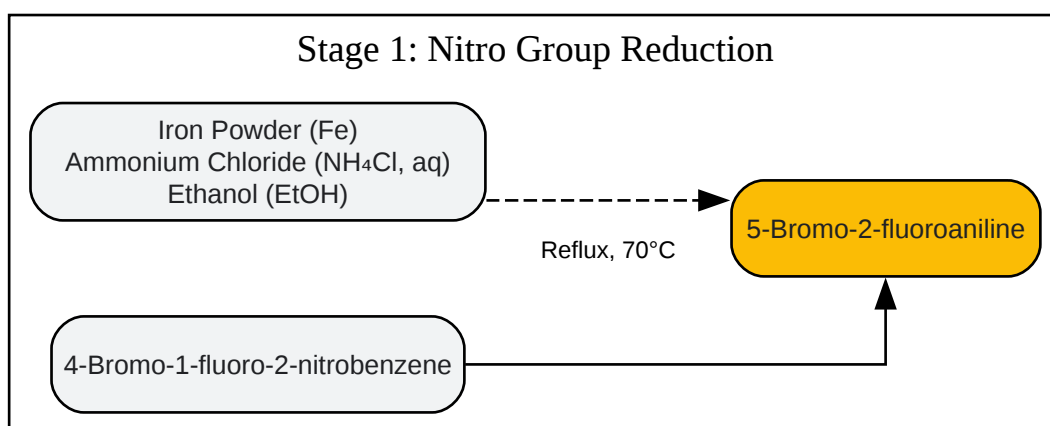 Stage 1: Nitro Group Reduction
Iron Powder (Fe)
Ammonium Chloride (NH₄Cl, aq)
Ethanol (EtOH)
5-Bromo-2-fluoroaniline
Reflux, 70°C
4-Bromo-1-fluoro-2-nitrobenzene